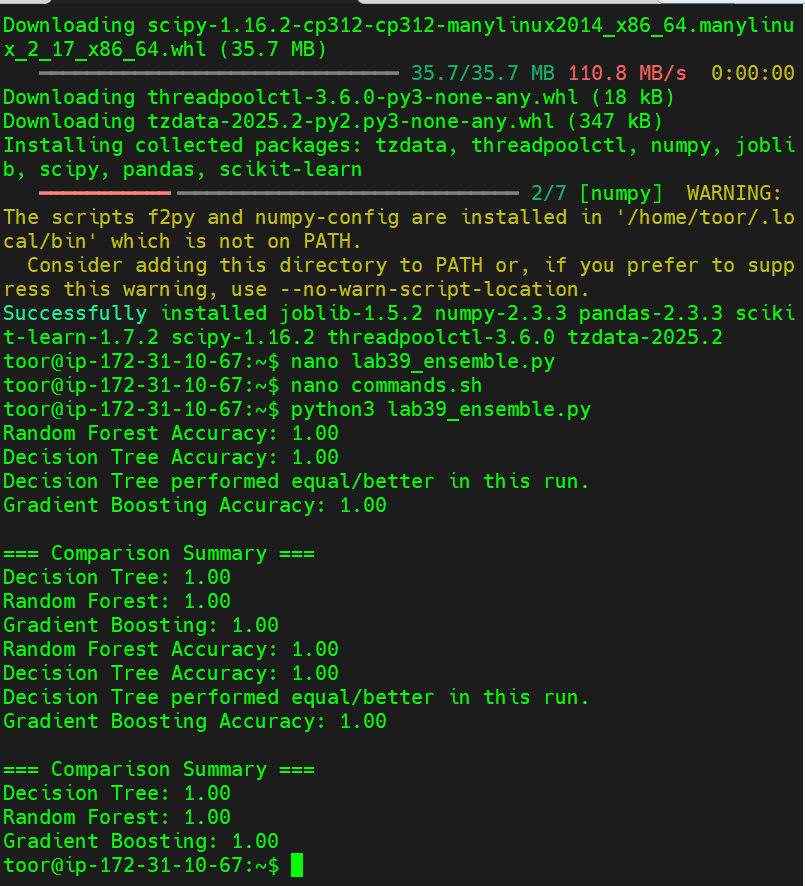 Downloading scipy-1.16.2-cp312-cp312-manylinux2014_x86_64.manylinu
x_2_17_x86_64.whl (35.7 MB)
35.7/35.7 MB 110.8 MB/s 0:00:00
Downloading threadpoolctl-3.6.0-py3-none-any.whl (18 kB)
Downloading tzdata-2025.2-py2.py3-none-any.whl (347 kB)
Installing collected packages: tzdata, threadpoolctl, numpy, jobli
b, scipy, pandas, scikit-learn
2/7 [numpy] WARNING:
The scripts f2py and numpy-config are installed in '/home/toor/.lo
cal/bin' which is not on PATH.
Consider adding this directory to PATH or, if you prefer to supp
ress this warning, use --no-warn-script-location.
Successfully installed joblib-1.5.2 numpy-2.3.3 pandas-2.3.3 sciki
t-learn-1.7.2 scipy-1.16.2 threadpoolctl-3.6.0 tzdata-2025.2
toor@ip-172-31-10-67:~$ nano lab39_ensemble.py
toor@ip-172-31-10-67:~$ nano commands.sh
toor@ip-172-31-10-67:~$ python3 lab39_ensemble.py
Random Forest Accuracy: 1.00
Decision Tree Accuracy: 1.00
Decision Tree performed equal/better in this run.
Gradient Boosting Accuracy: 1.00
=== Comparison Summary ===
Decision Tree: 1.00
Random Forest: 1.00
Gradient Boosting: 1.00
Random Forest Accuracy: 1.00
Decision Tree Accuracy: 1.00
Decision Tree performed equal/better in this run.
Gradient Boosting Accuracy: 1.00
=== Comparison Summary ===
Decision Tree: 1.00
Random Forest: 1.00
Gradient Boosting: 1.00
toor@ip-172-31-10-67:~$